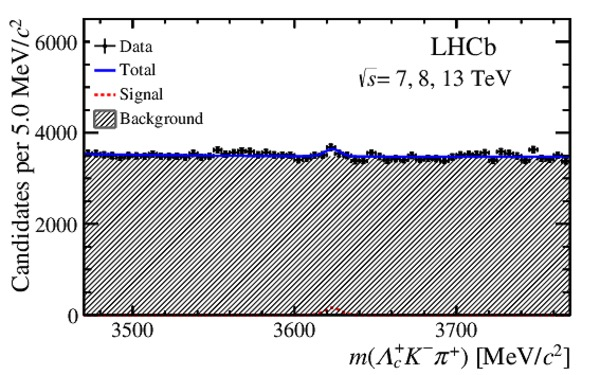 Candidates per 5.0 MeV/c²
6000
4000
2000
0
Data
Total
Signal
Background
LHCb
√s= 7, 8, 13 TeV
3500 3600 3700
m(Λc⁺K⁻π⁺) [MeV/c²]